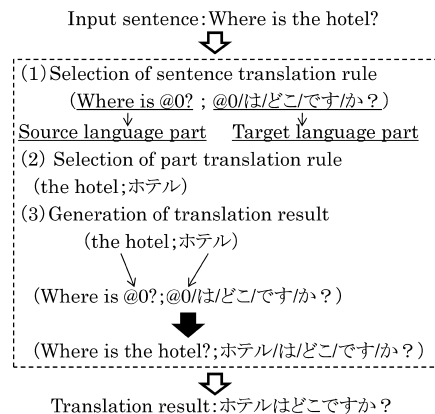 Input sentence:Where is the hotel?
(1)Selection of sentence translation rule
(Where is @0? ; @0/は/どこ/です/か？)
Source language part Target language part
(2) Selection of part translation rule
(the hotel;ホテル)
(3)Generation of translation result
(the hotel;ホテル)
(Where is @0?;@0/は/どこ/です/か？)
(Where is the hotel?;ホテル/は/どこ/です/か？)
Translation result:ホテルはどこですか？